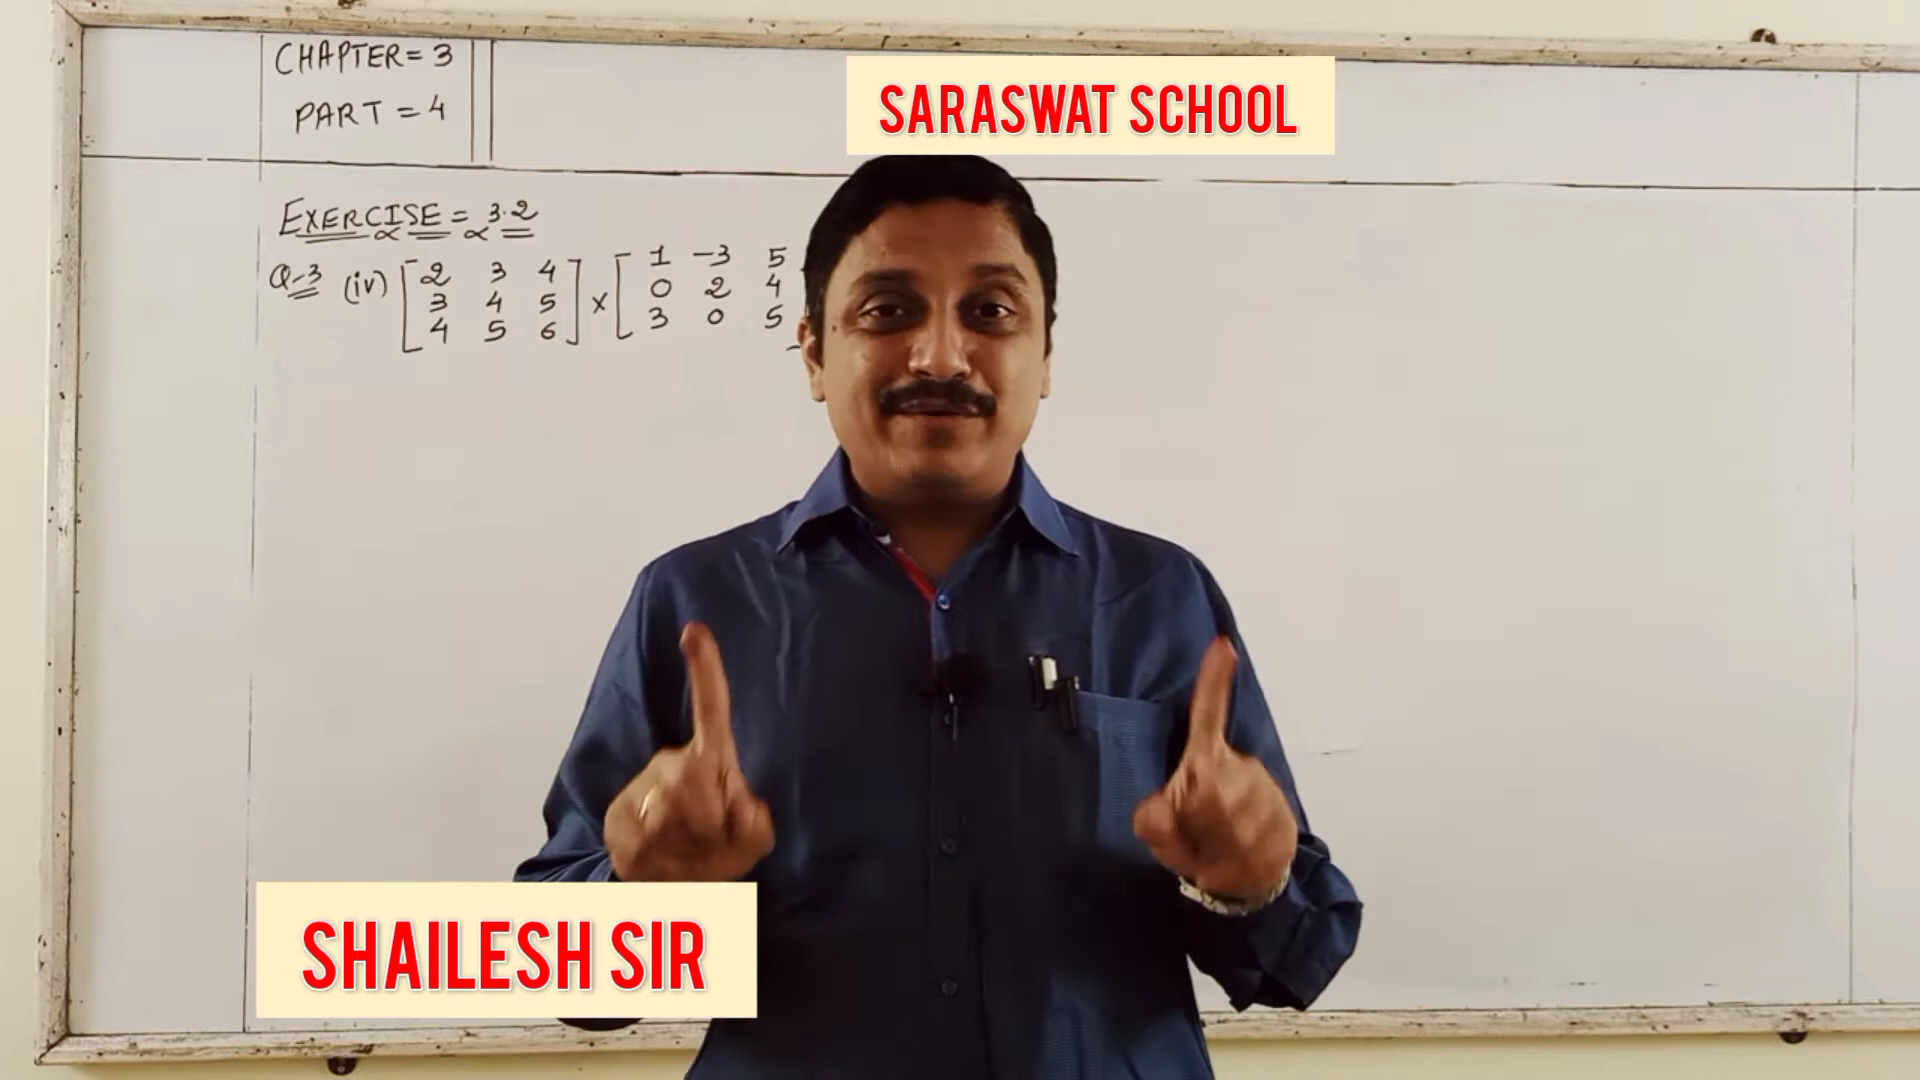 CHAPTER = 3
PART = 4
SARASWAT SCHOOL
EXERCISE = 3.2
Q-3 (iv) [2 3 4] × [1 -3 5
3 4 5 0 2 4
4 5 6 3 0 5
SHAILESH SIR